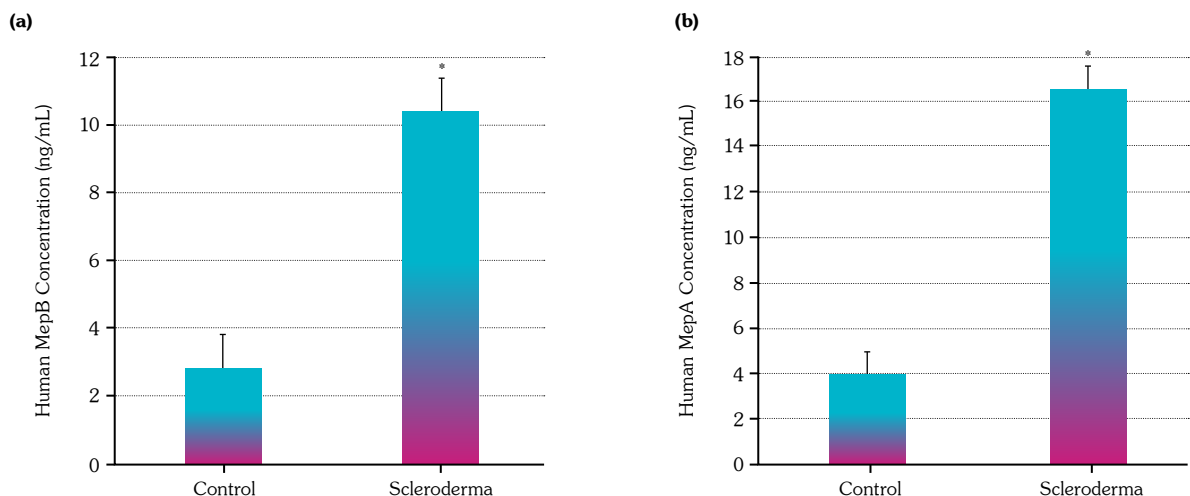 (a)
Human MepB Concentration (ng/mL)
12
10
8
6
4
2
0
*
Control
Scleroderma
(b)
Human MepA Concentration (ng/mL)
18
16
14
12
10
8
6
4
2
0
*
Control
Scleroderma